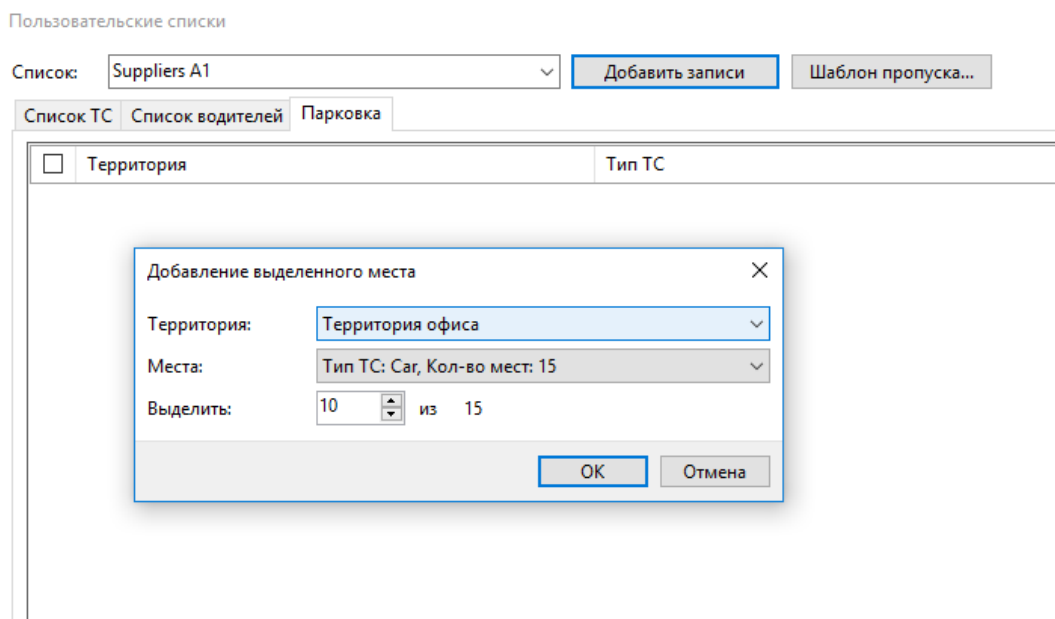 Пользовательские списки
Список: Suppliers A1 Добавить записи Шаблон пропуска...
Список ТС Список водителей Парковка
Территория Тип ТС
Добавление выделенного места
Территория: Территория офиса
Места: Тип ТС: Car, Кол-во мест: 15
Выделить: 10 из 15
ОК Отмена